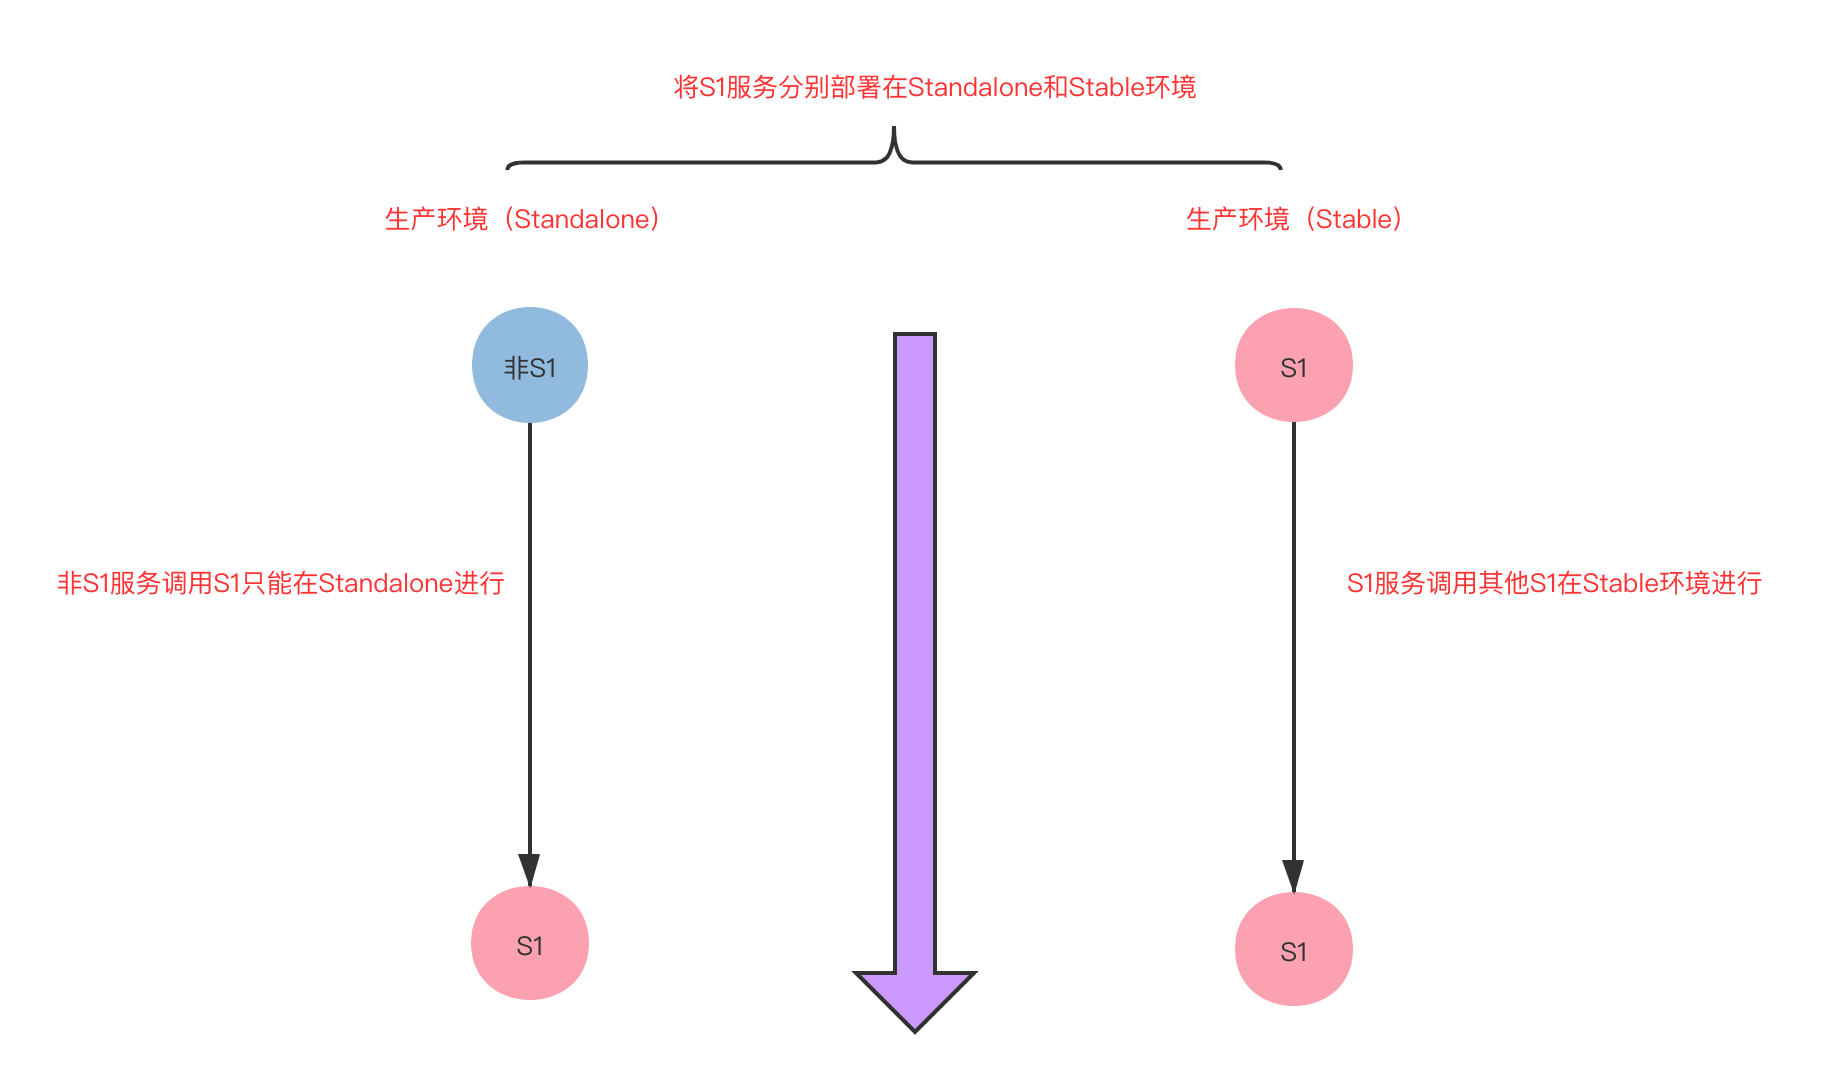 将S1服务分别部署在Standalone和Stable环境
生产环境（Standalone）
生产环境（Stable）
非S1
S1
非S1服务调用S1只能在Standalone进行
S1服务调用其他S1在Stable环境进行
S1
S1